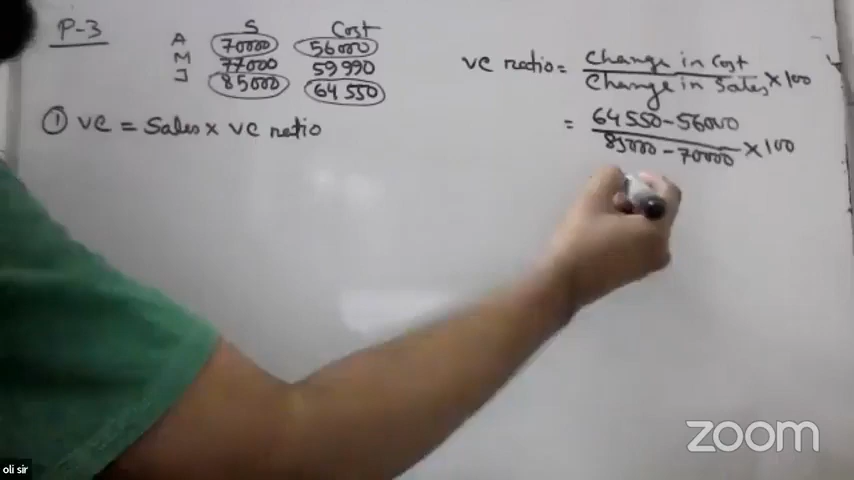 P-3
S Cost
A 70000 56000
M 77000 59990
J 85000 64550
① VC = Sales × VC ratio
VC ratio = Change in Cost / Change in Sales × 100
= 64550 - 56000 / 85000 - 70000 × 100
zoom
oli sir